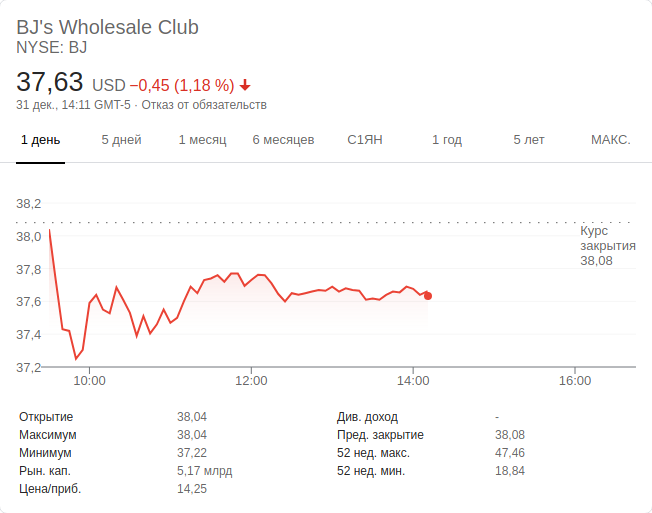 BJ's Wholesale Club
NYSE: BJ
37,63 USD −0,45 (1,18 %)
31 дек., 14:11 GMT-5 · Отказ от обязательств
1 день 5 дней 1 месяц 6 месяцев С1ЯН 1 год 5 лет МАКС.
38,2
38,0
37,8
37,6
37,4
37,2
Курс
закрытия
38,08
10:00 12:00 14:00 16:00
Открытие 38,04
Максимум 38,04
Минимум 37,22
Рын. кап. 5,17 млрд
Цена/приб. 14,25
Див. доход -
Пред. закрытие 38,08
52 нед. макс. 47,46
52 нед. мин. 18,84